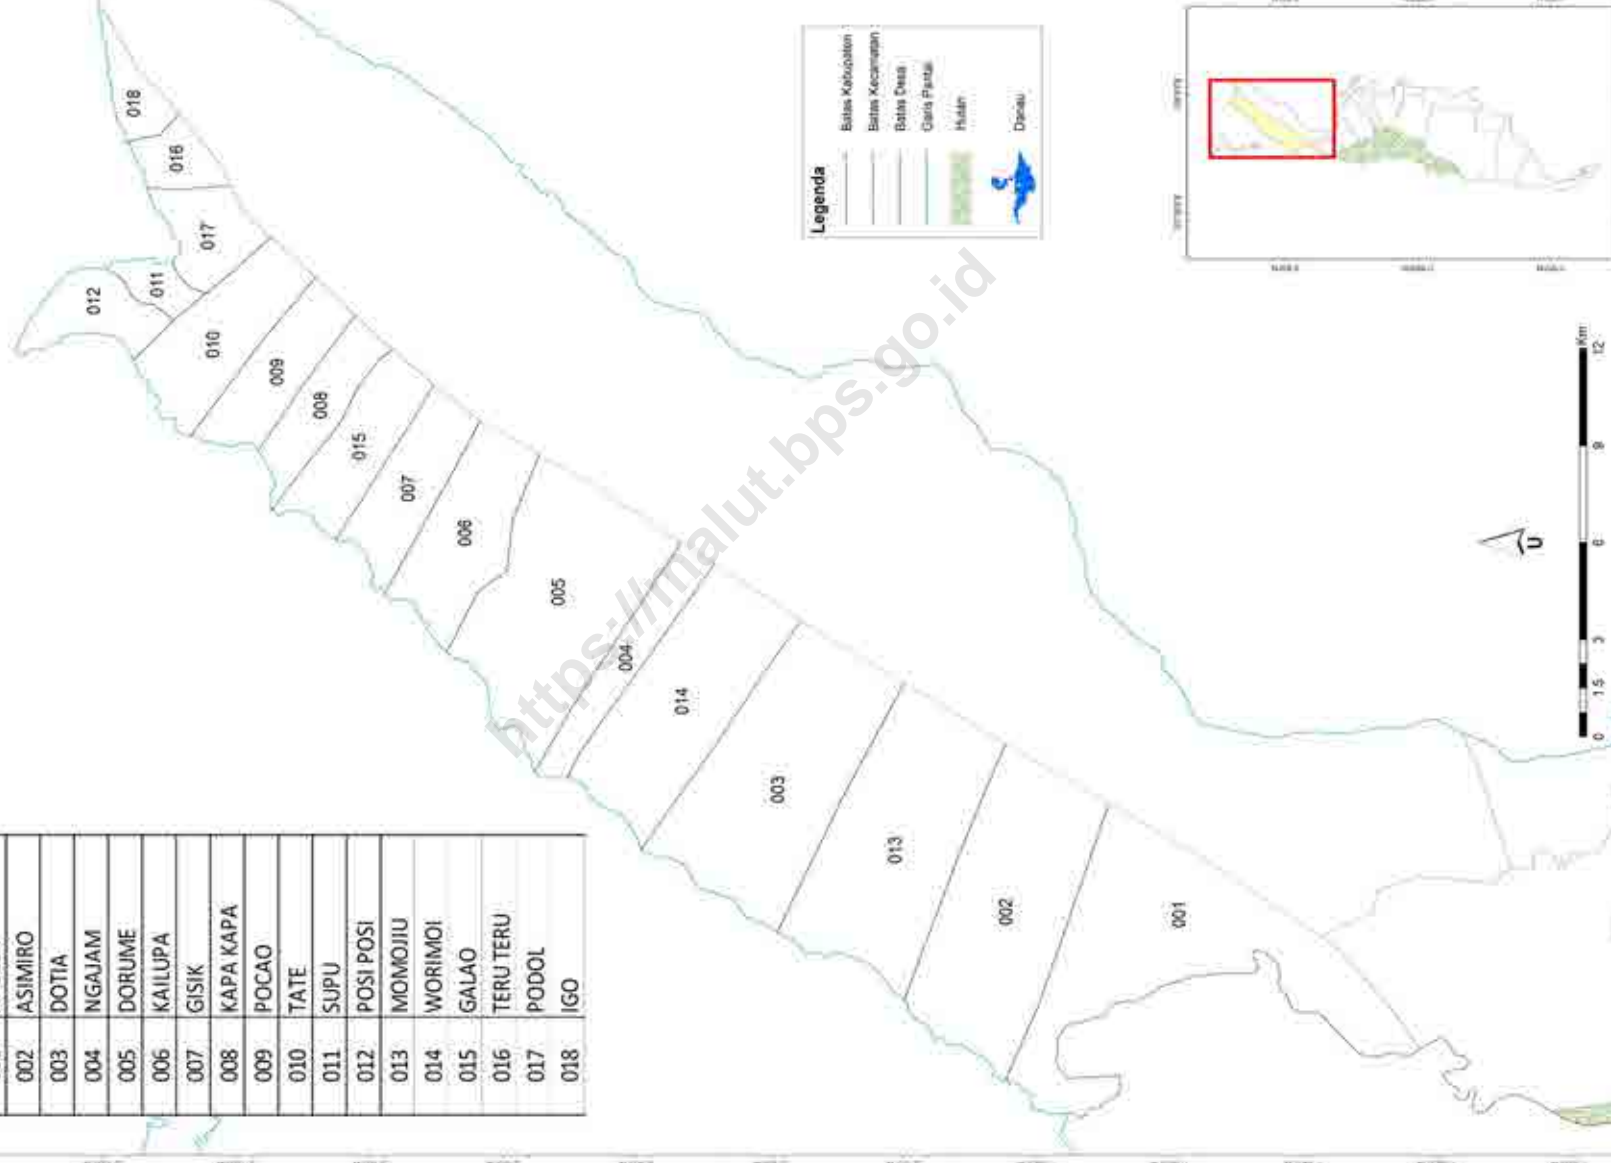 002 ASIMIRO
003 DOTIA
004 NGAJAM
005 DORUME
006 KAILUPA
007 GISIK
008 KAPA KAPA
009 POCAO
010 TATE
011 SUPU
012 POSI POSI
013 MOMOJIU
014 WORIMOI
015 GALAO
016 TERU TERU
017 PODOL
018 IGO
018
016
017
012
011
010
009
008
015
007
006
005
004
014
003
013
002
001
Legenda
Batas Kabupaten
Batas Kecamatan
Batas Desa
Garis Pantai
Hutan
Danau
U
0 1.5 3 6 9 12
Km
https://malut.bps.go.id